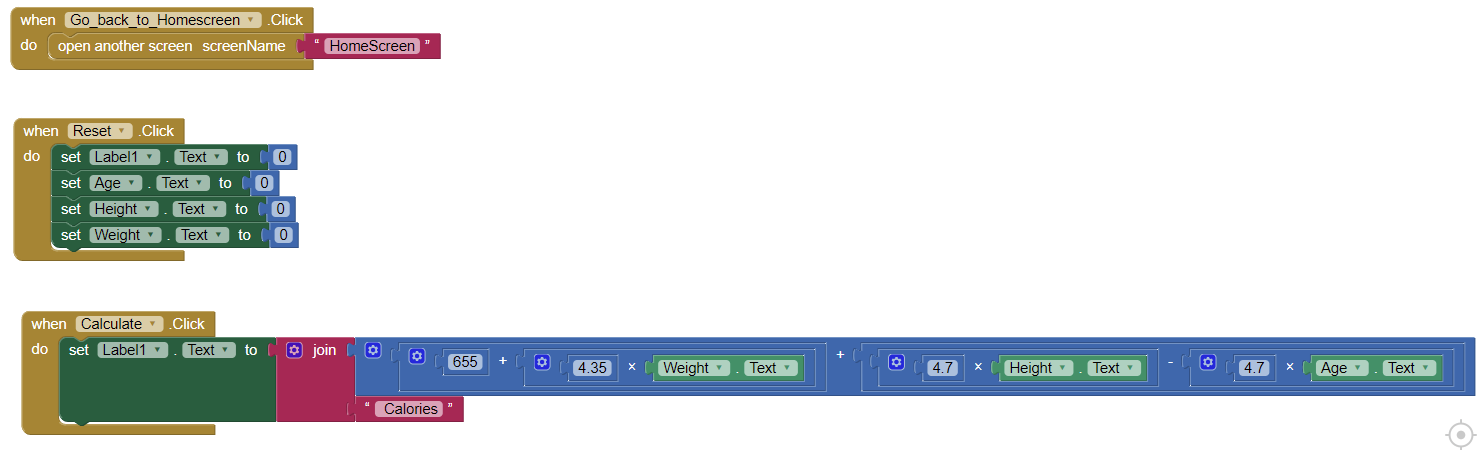 when Go_back_to_Homescreen .Click
do open another screen screenName " HomeScreen "
when Reset .Click
do set Label1 . Text to 0
set Age . Text to 0
set Height . Text to 0
set Weight . Text to 0
when Calculate .Click
do set Label1 . Text to join 655 + 4.35 × Weight . Text + 4.7 × Height . Text - 4.7 × Age . Text
" Calories "